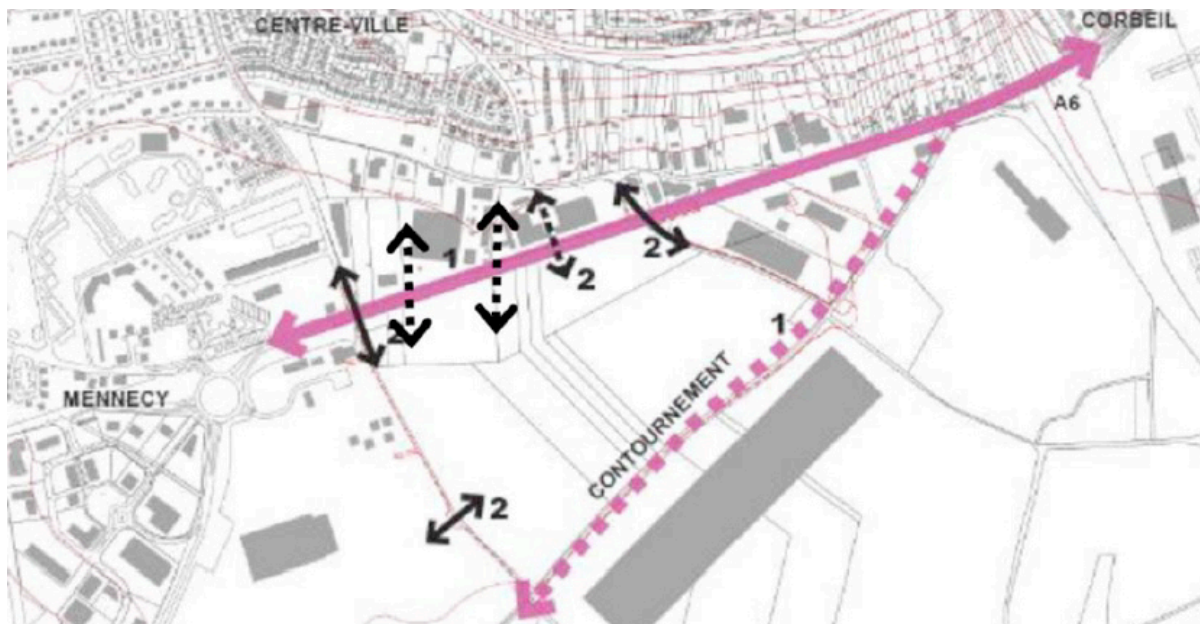 CENTRE-VILLE
CORBEIL
A6
1
2
2
2
1
MENNECY
CONTOURNEMENT
2